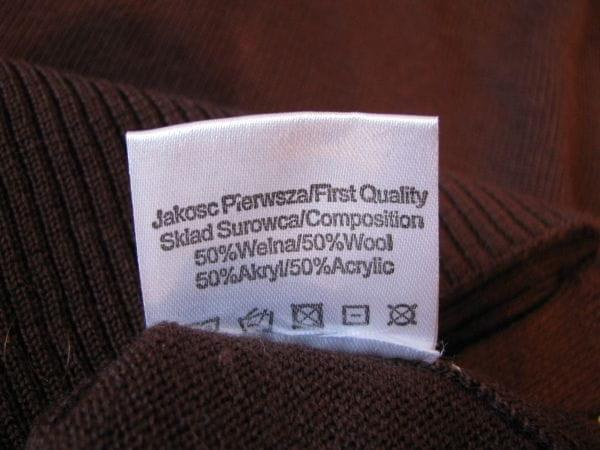 Jakosc Pierwsza/First Quality
Sklad Surowca/Composition
50%Welna/50%Wool
50%Akryl/50%Acrylic